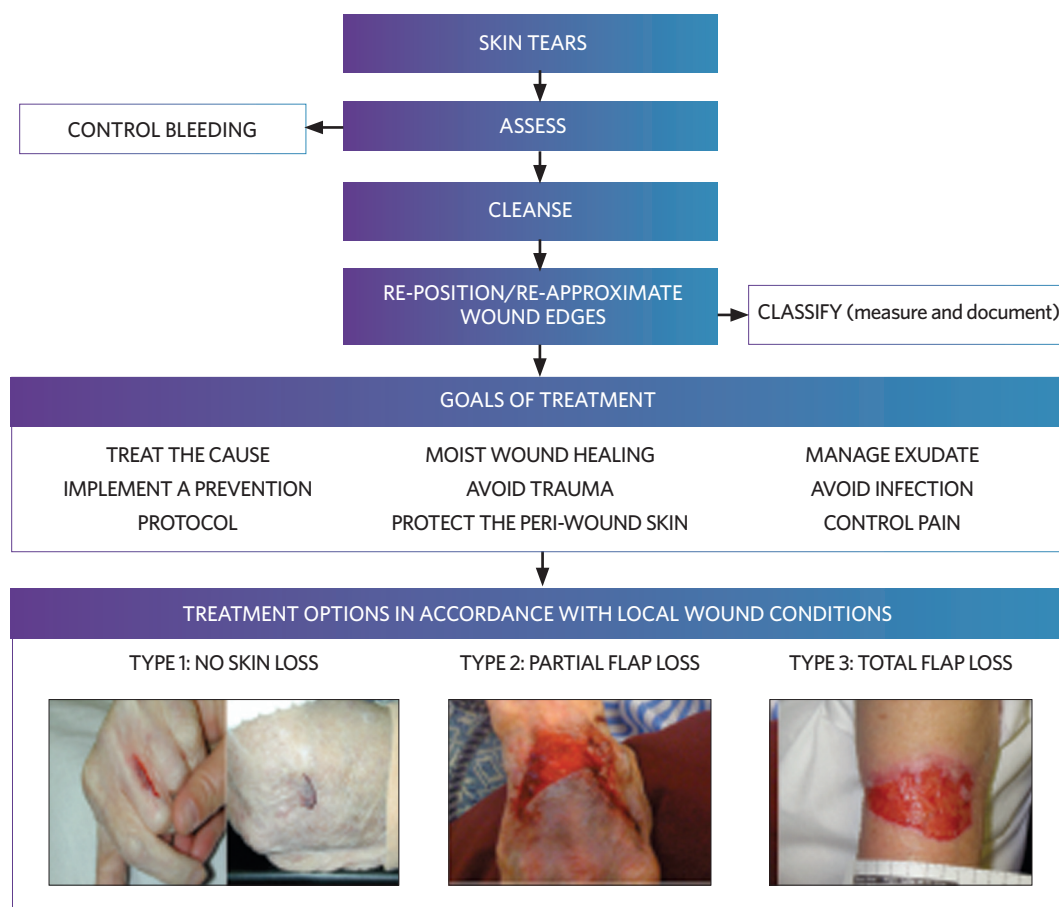 SKIN TEARS
CONTROL BLEEDING
ASSESS
CLEANSE
RE-POSITION/RE-APPROXIMATE
WOUND EDGES
CLASSIFY (measure and document)
GOALS OF TREATMENT
TREAT THE CAUSE
IMPLEMENT A PREVENTION
PROTOCOL
MOIST WOUND HEALING
AVOID TRAUMA
PROTECT THE PERI-WOUND SKIN
MANAGE EXUDATE
AVOID INFECTION
CONTROL PAIN
TREATMENT OPTIONS IN ACCORDANCE WITH LOCAL WOUND CONDITIONS
TYPE 1: NO SKIN LOSS
TYPE 2: PARTIAL FLAP LOSS
TYPE 3: TOTAL FLAP LOSS